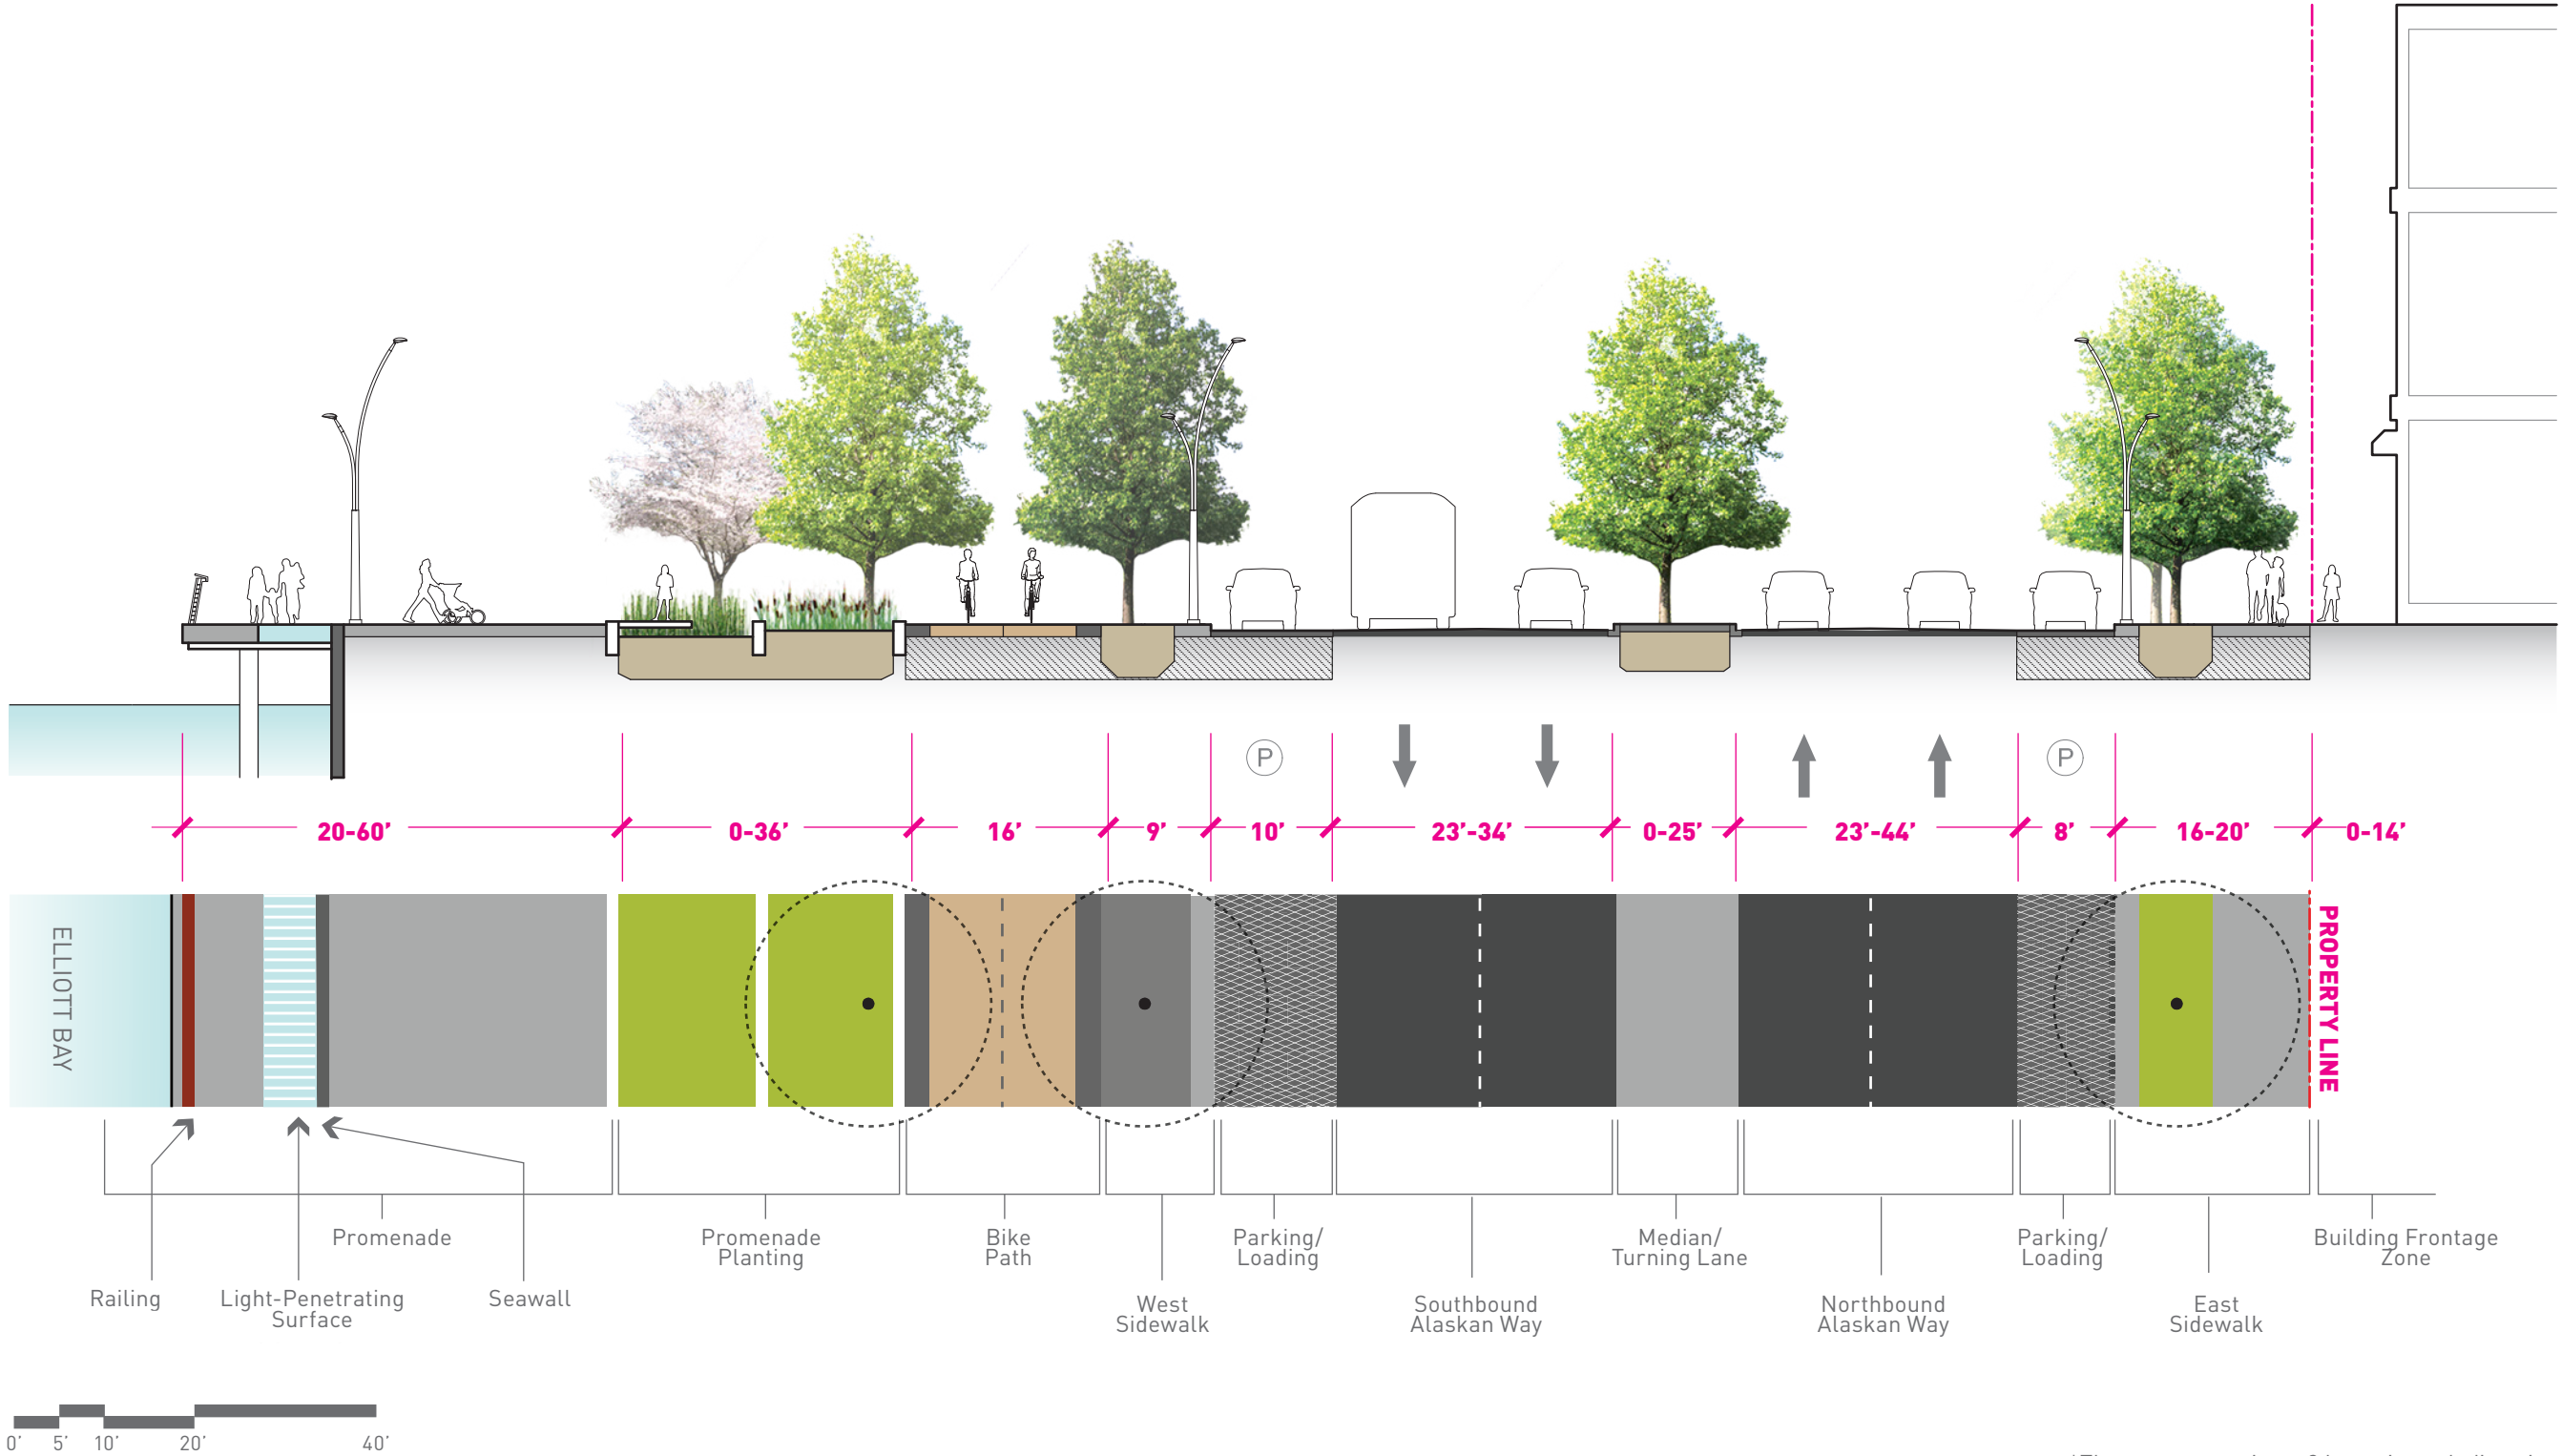 P
P
20-60’
0-36’
16’
9’
10’
23’-34’
0-25’
23’-44’
8’
16-20’
0-14’
ELLIOTT BAY
PROPERTY LINE
Promenade
Promenade
Planting
Bike
Path
Parking/
Loading
Median/
Turning Lane
Parking/
Loading
Building Frontage
Zone
Railing
Light-Penetrating
Surface
Seawall
West
Sidewalk
Southbound
Alaskan Way
Northbound
Alaskan Way
East
Sidewalk
0’ 5’ 10’ 20’ 40’